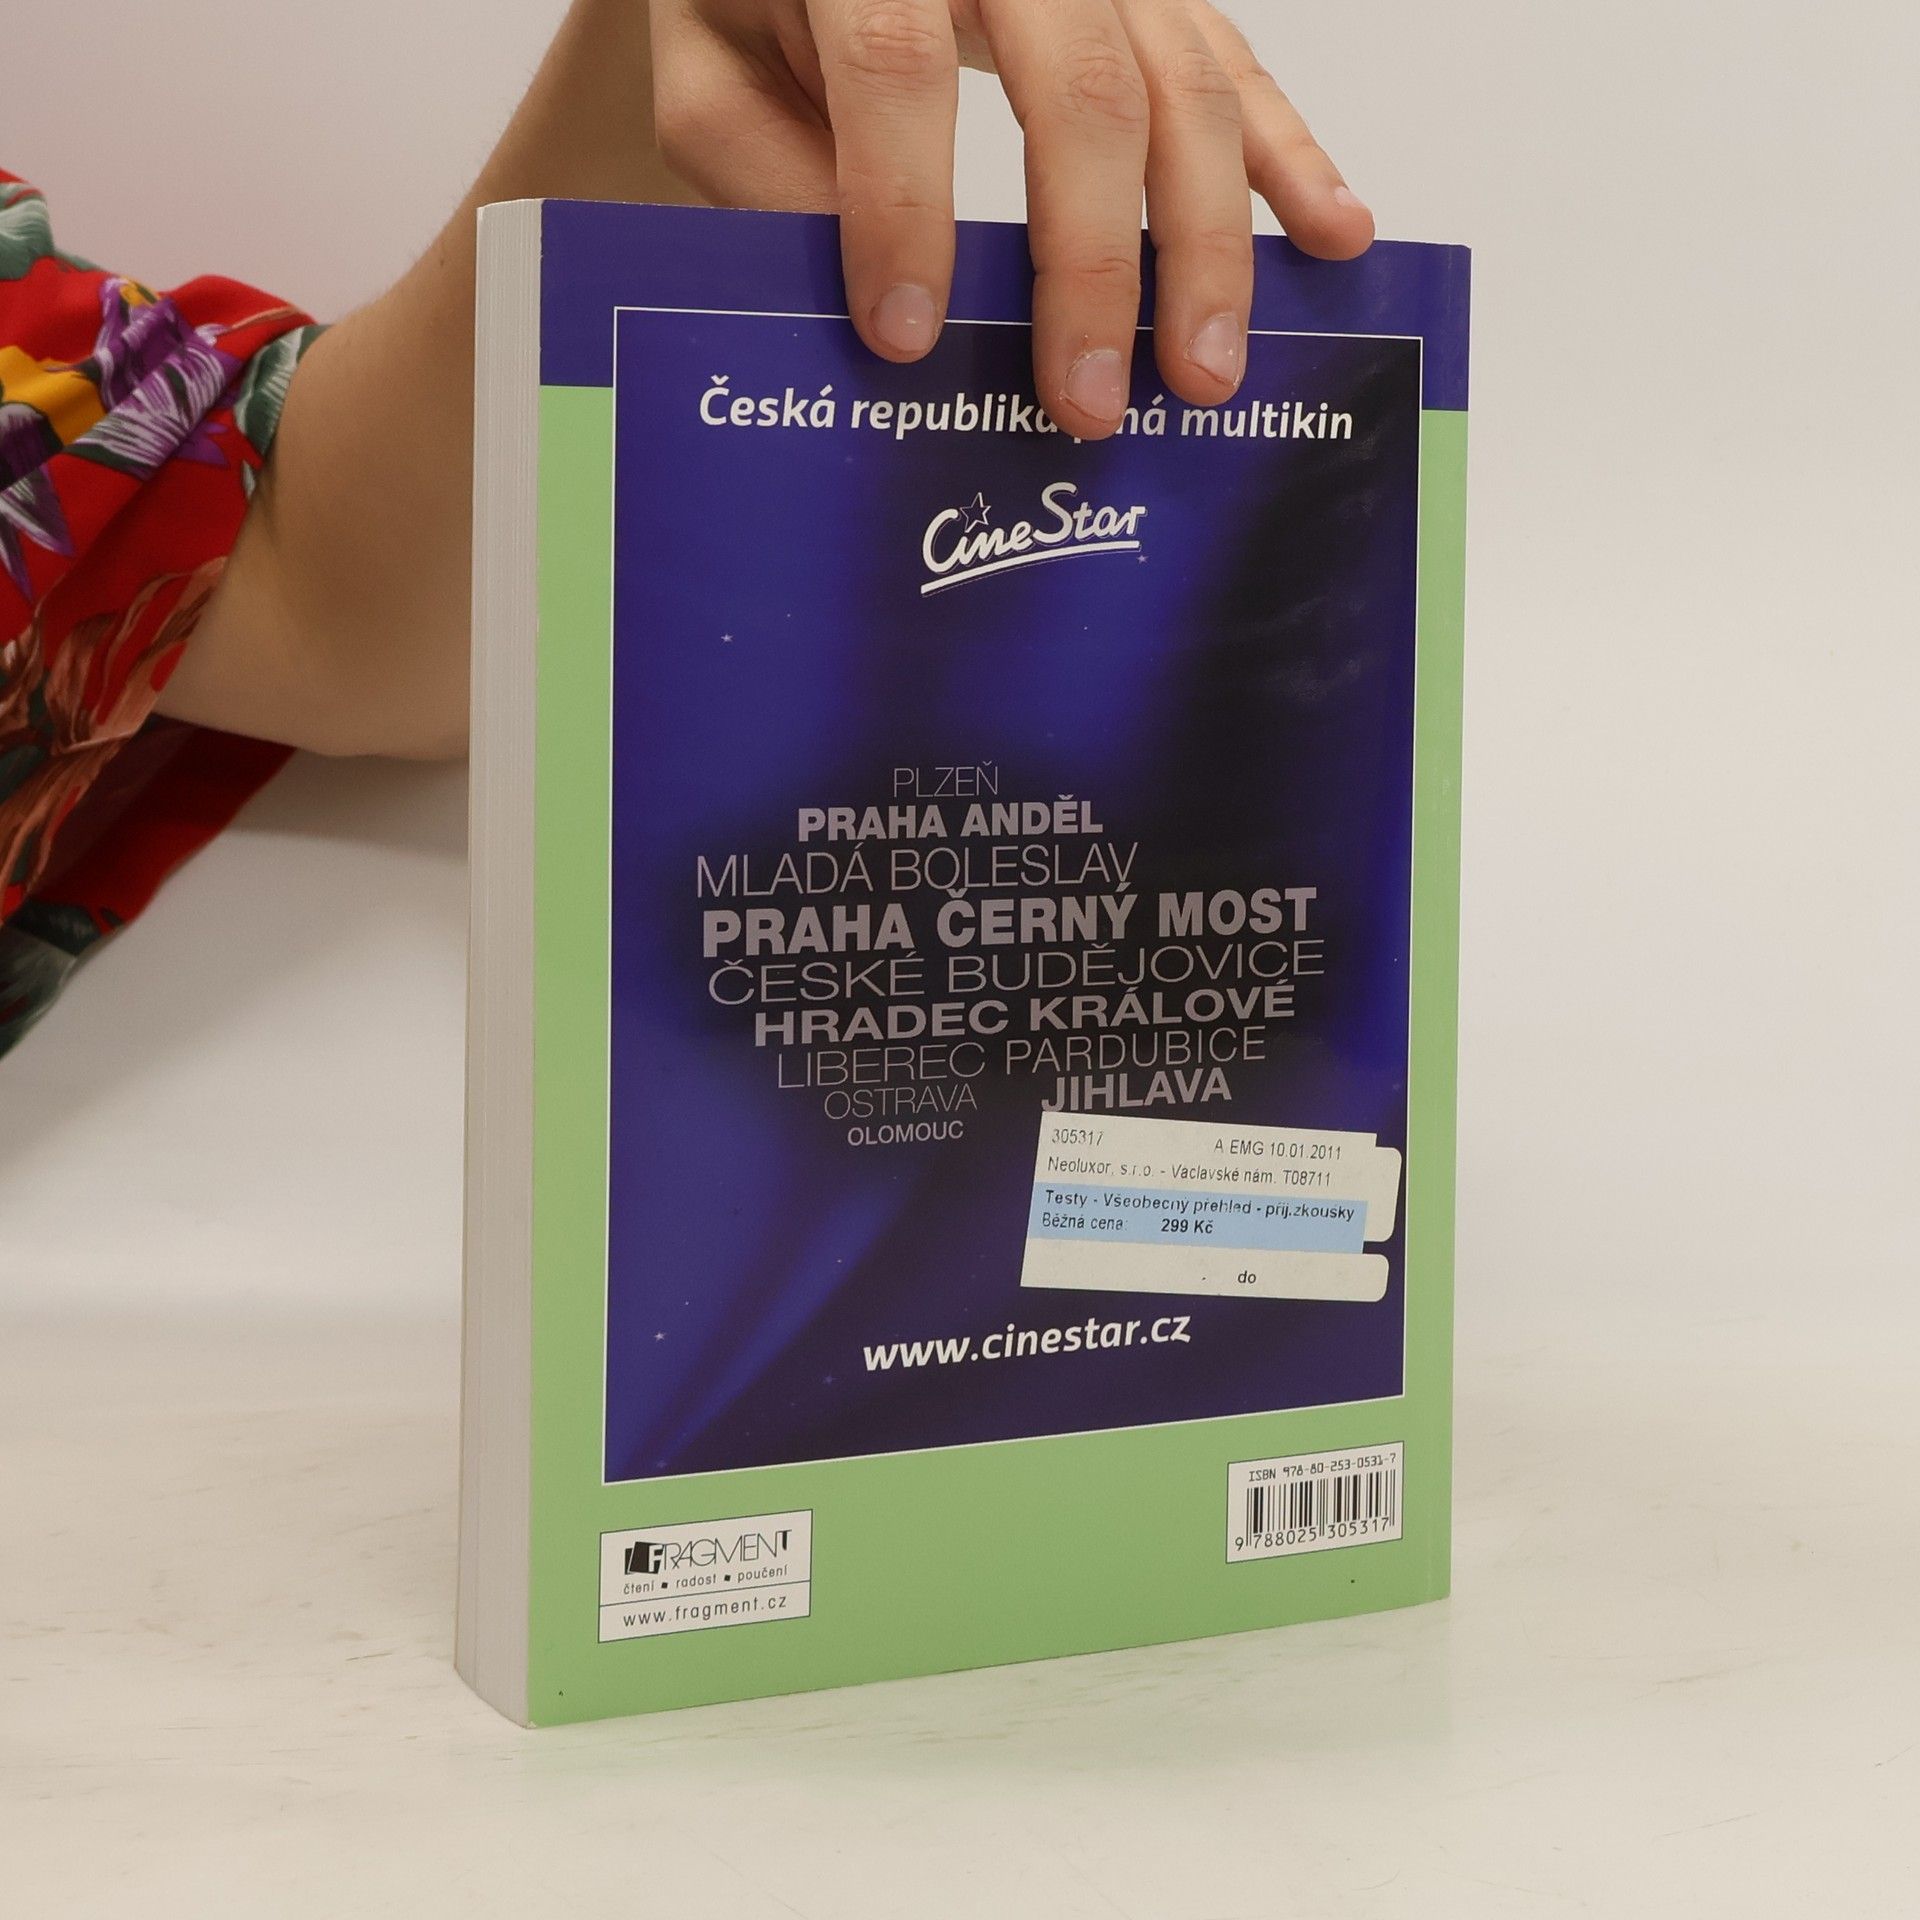 Česká republika plná multikin
CineStar
PLZEŇ
PRAHA ANDĚL
MLADÁ BOLESLAV
PRAHA ČERNÝ MOST
ČESKÉ BUDĚJOVICE
HRADEC KRÁLOVÉ
LIBEREC PARDUBICE
OSTRAVA JIHLAVA
OLOMOUC
305317 A EMG 10.01.2011
Neoluxor, s.r.o. - Václavské nám. T08711
Testy - Všeobecný přehled - přij.zkousky
Běžná cena: 299 Kč
- do
www.cinestar.cz
ISBN 978-80-253-0531-7
9 788025 305317
FRAGMENT
čtení ▪ radost ▪ poučení
www.fragment.cz